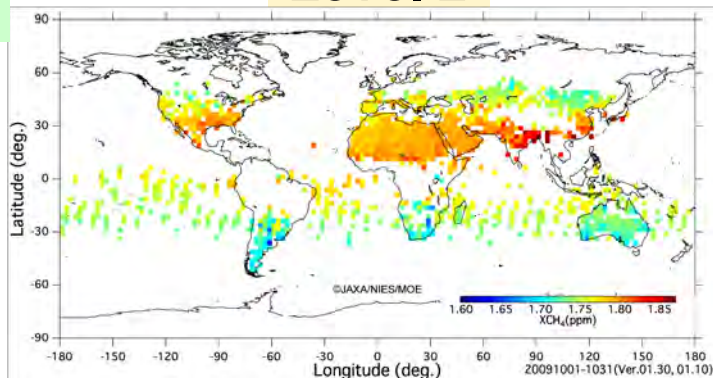 90
60
30
0
-30
-60
-90
Latitude (deg.)
©JAXA/NIES/MOE
1.60 1.65 1.70 1.75 1.80 1.85
XCH₄(ppm)
-180 -150 -120 -90 -60 -30 0 30 60 90 120 150 180
Longitude (deg.)
20091001-1031(Ver.01.30, 01.10)